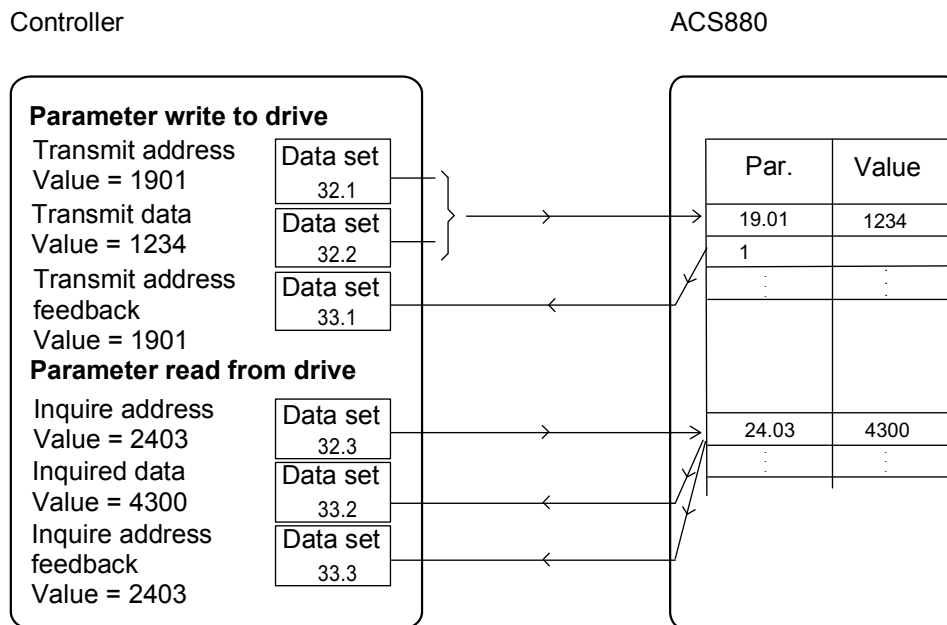 Controller
ACS880
Parameter write to drive
Transmit address
Value = 1901
Data set
32.1
Transmit data
Value = 1234
Data set
32.2
Transmit address
feedback
Value = 1901
Data set
33.1
Parameter read from drive
Inquire address
Value = 2403
Data set
32.3
Inquired data
Value = 4300
Data set
33.2
Inquire address
feedback
Value = 2403
Data set
33.3
Par. Value
19.01 1234
1
24.03 4300